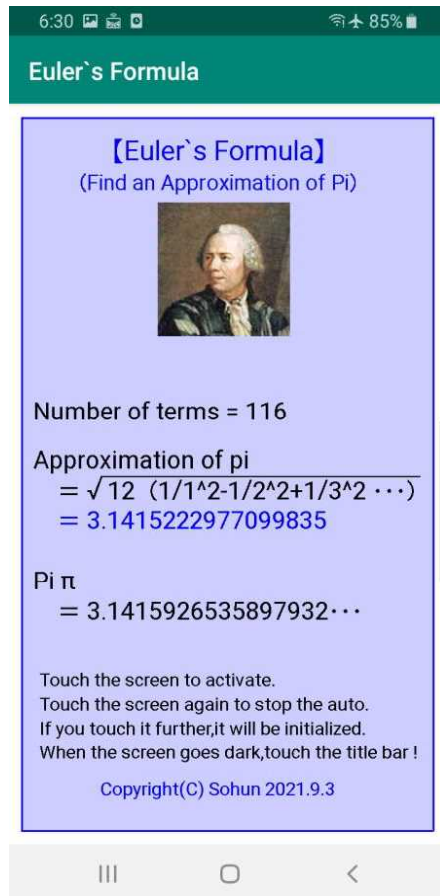 6:30 85%
Euler`s Formula
【Euler`s Formula】
(Find an Approximation of Pi)
Number of terms = 116
Approximation of pi
= √ 12 (1/1^2-1/2^2+1/3^2 ⋯)
= 3.1415222977099835
Pi π
= 3.1415926535897932⋯
Touch the screen to activate.
Touch the screen again to stop the auto.
If you touch it further,it will be initialized.
When the screen goes dark,touch the title bar !
Copyright(C) Sohun 2021.9.3